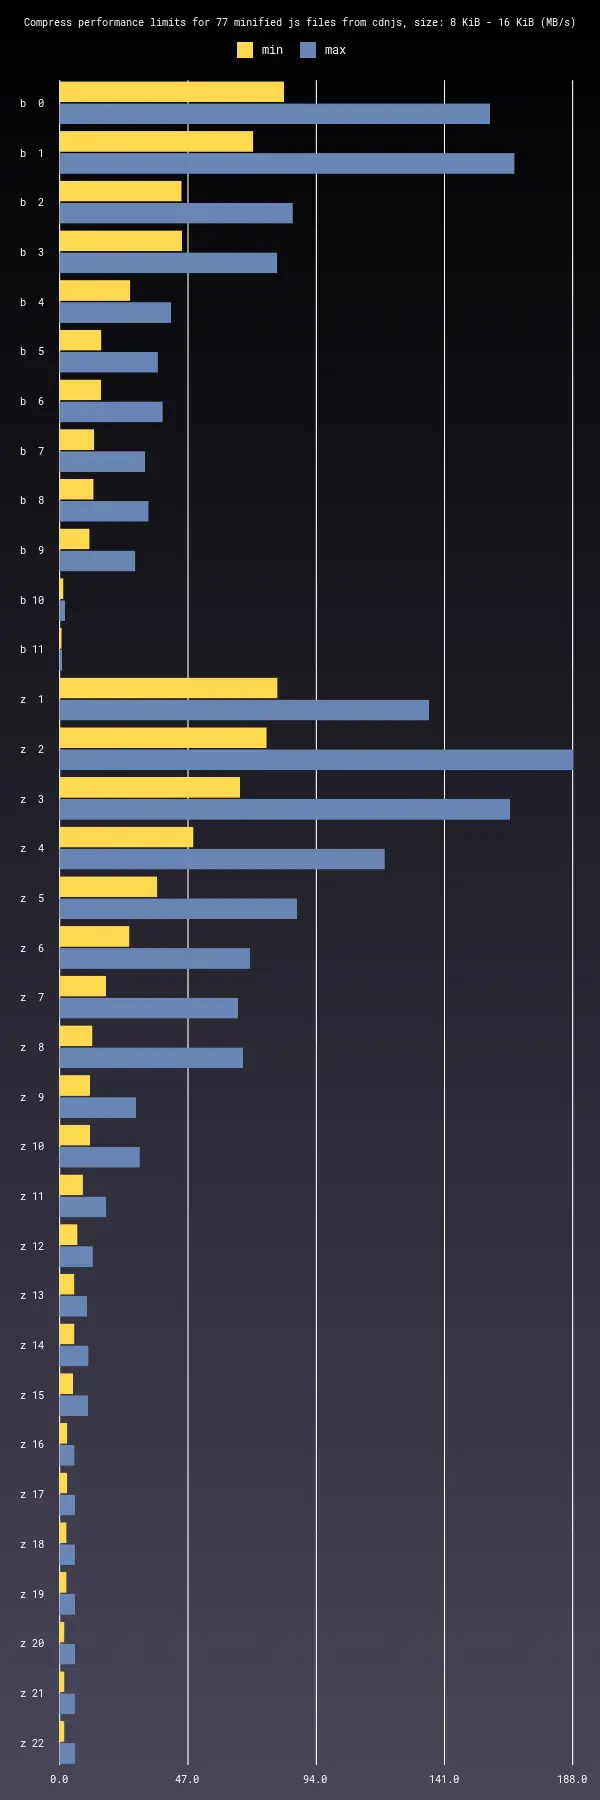 Compress performance limits for 77 minified js files from cdnjs, size: 8 KiB - 16 KiB (MB/s)
min max
b 0
b 1
b 2
b 3
b 4
b 5
b 6
b 7
b 8
b 9
b 10
b 11
z 1
z 2
z 3
z 4
z 5
z 6
z 7
z 8
z 9
z 10
z 11
z 12
z 13
z 14
z 15
z 16
z 17
z 18
z 19
z 20
z 21
z 22
0.0 47.0 94.0 141.0 188.0